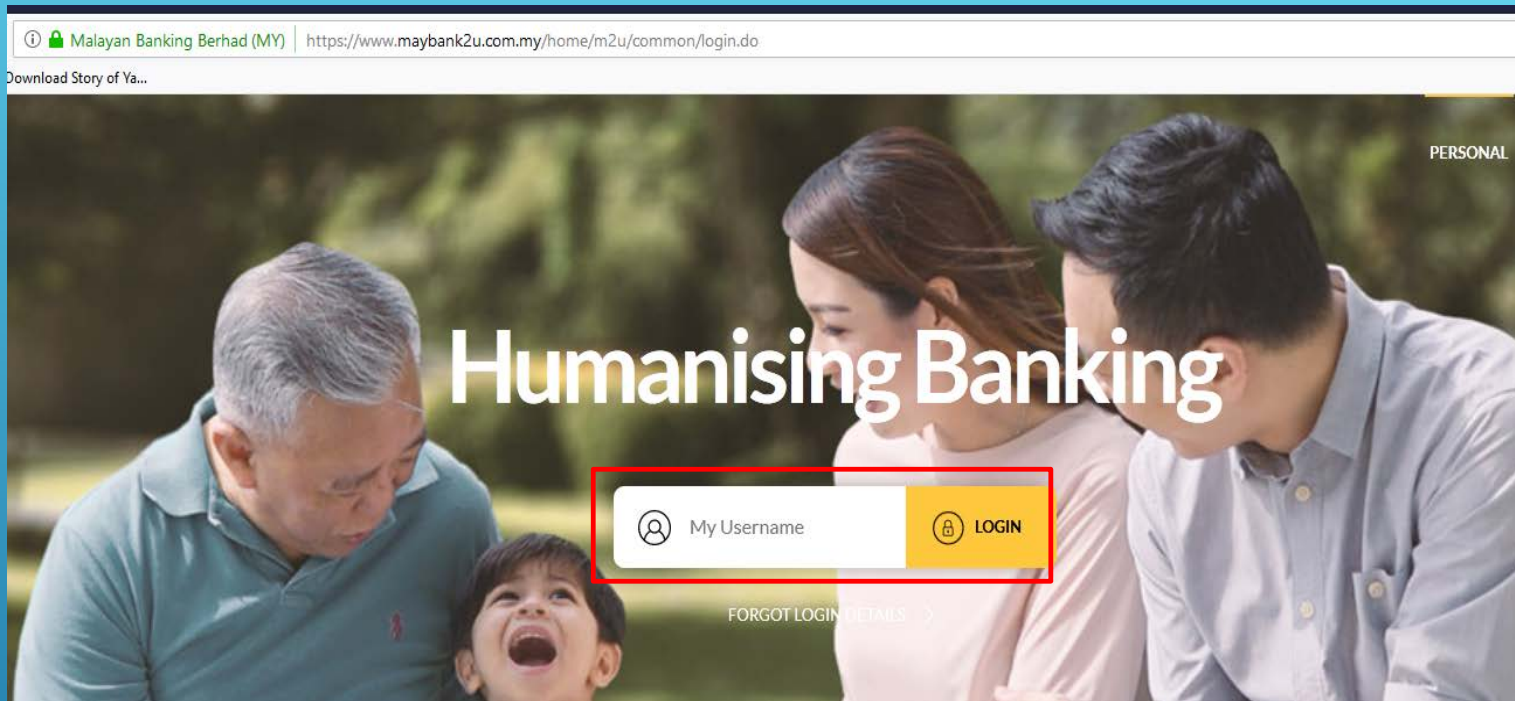 Malayan Banking Berhad (MY) https://www.maybank2u.com.my/home/m2u/common/login.do
Download Story of Ya...
PERSONAL
Humanising Banking
My Username LOGIN
FORGOT LOGIN DETAILS